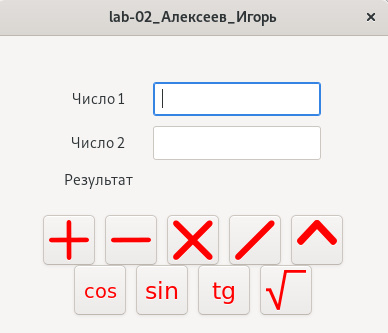 lab-02_Алексеев_Игорь ×
Число 1
Число 2
Результат
+ − × / ^
cos sin tg √